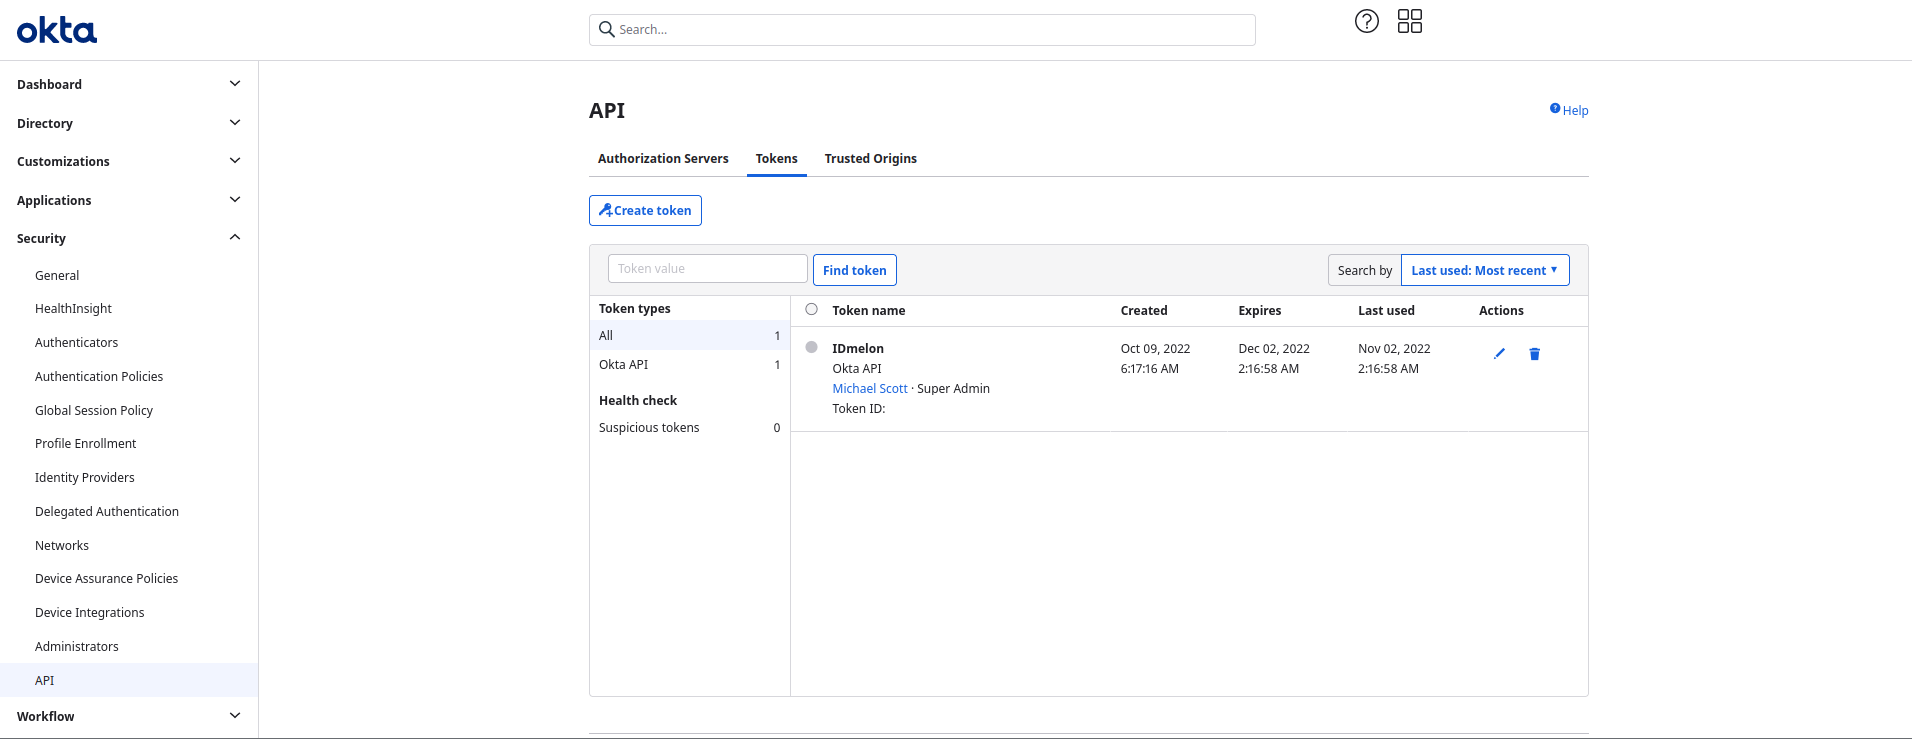 okta
Search...
Dashboard
Directory
Customizations
Applications
Security
General
HealthInsight
Authenticators
Authentication Policies
Global Session Policy
Profile Enrollment
Identity Providers
Delegated Authentication
Networks
Device Assurance Policies
Device Integrations
Administrators
API
Workflow
API
Help
Authorization Servers Tokens Trusted Origins
Create token
Token value Find token Search by Last used: Most recent
Token types
All 1
Okta API 1
Health check
Suspicious tokens 0
Token name Created Expires Last used Actions
IDmelon Oct 09, 2022 Dec 02, 2022 Nov 02, 2022
Okta API 6:17:16 AM 2:16:58 AM 2:16:58 AM
Michael Scott · Super Admin
Token ID: